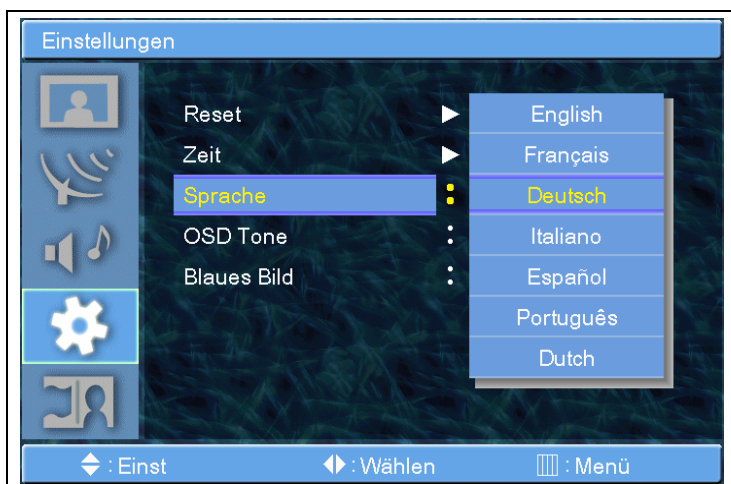 Einstellungen
Reset
Zeit
Sprache :
OSD Tone :
Blaues Bild :
English
Français
Deutsch
Italiano
Español
Português
Dutch
: Einst : Wählen : Menü